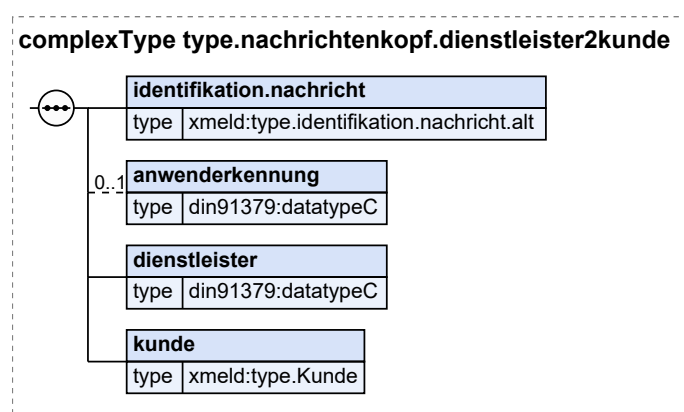 complexType type.nachrichtenkopf.dienstleister2kunde
identifikation.nachricht
type xmeld:type.identifikation.nachricht.alt
0..1
anwenderkennung
type din91379:datatypeC
dienstleister
type din91379:datatypeC
kunde
type xmeld:type.Kunde